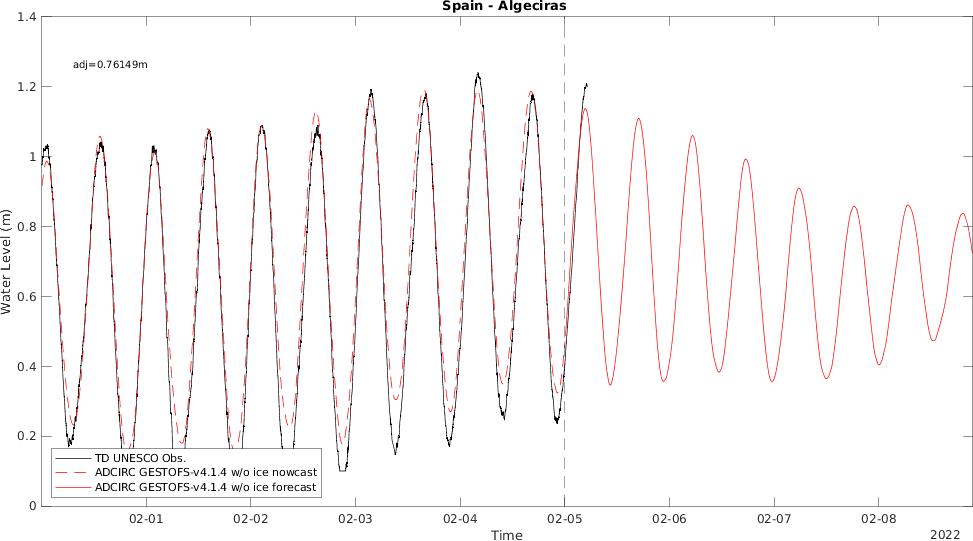 Spain - Algeciras
1.4
1.2
1
0.8
0.6
0.4
0.2
0
Water Level (m)
adj=0.76149m
TD UNESCO Obs.
ADCIRC GESTOFS-v4.1.4 w/o ice nowcast
ADCIRC GESTOFS-v4.1.4 w/o ice forecast
02-01 02-02 02-03 02-04 02-05 02-06 02-07 02-08
Time
2022